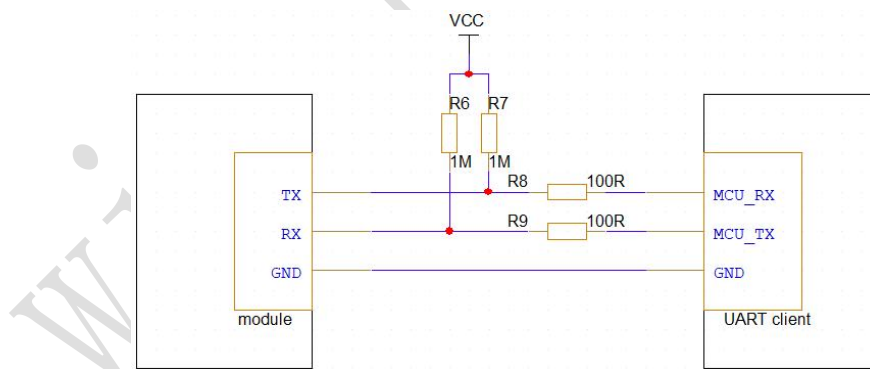 VCC
R6 R7
1M 1M
R8 100R
TX MCU_RX
R9 100R
RX MCU_TX
GND GND
module UART client